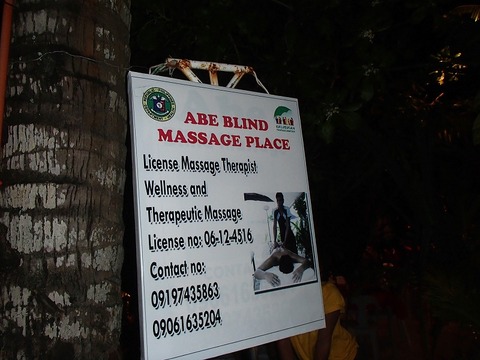 ABE BLIND
MASSAGE PLACE
License Massage Therapist
Wellness and
Therapeutic Massage
License no: 06-12-4516
Contact no:
09197435863
09061635204